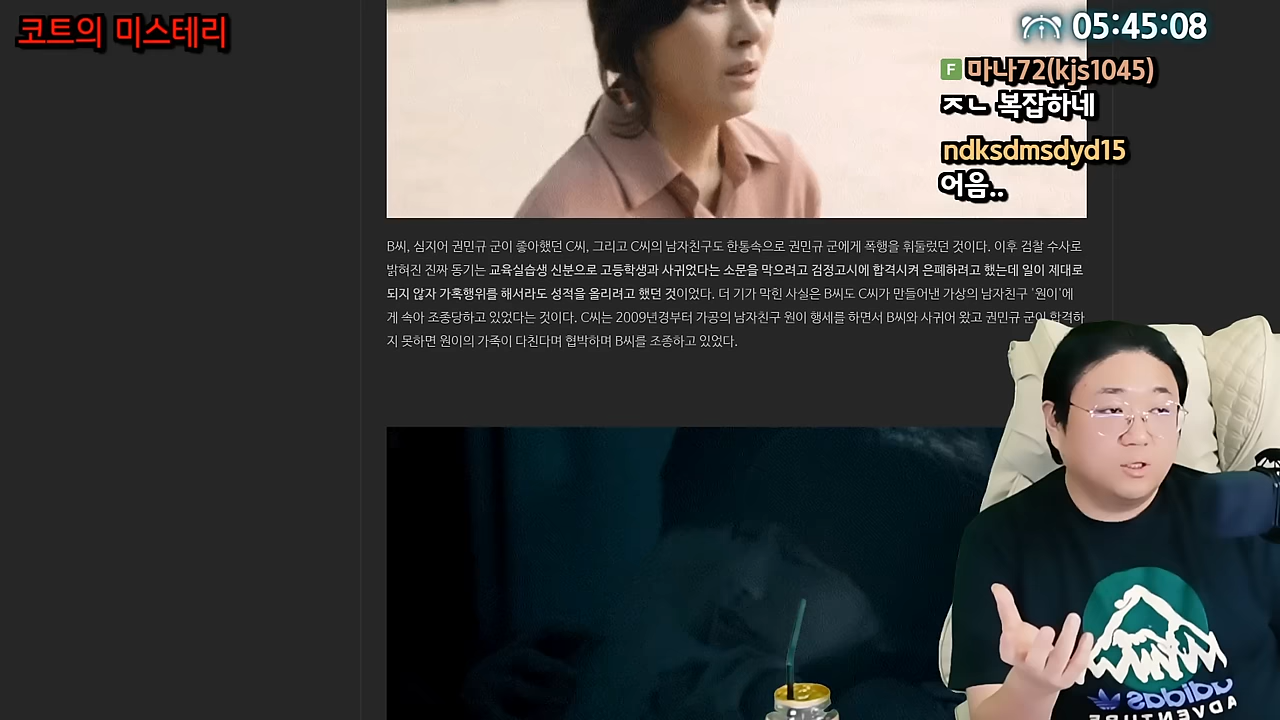 코트의 미스테리
05:45:08
F 마나72(kjs1045)
ㅈㄴ 복잡하네
ndksdmsdyd15
어음..
B씨, 심지어 권민규 군이 좋아했던 C씨, 그리고 C씨의 남자친구도 한통속으로 권민규 군에게 폭행을 휘둘렀던 것이다. 이후 검찰 수사로
밝혀진 진짜 동기는 교육실습생 신분으로 고등학생과 사귀었다는 소문을 막으려고 검정고시에 합격시켜 은폐하려고 했는데 일이 제대로
되지 않자 가혹행위를 해서라도 성적을 올리려고 했던 것이었다. 더 기가 막힌 사실은 B씨도 C씨가 만들어낸 가상의 남자친구 '원이'에
게 속아 조종당하고 있었다는 것이다. C씨는 2009년경부터 가공의 남자친구 원이 행세를 하면서 B씨와 사귀어 왔고 권민규 군이 합격하
지 못하면 원이의 가족이 다친다며 협박하며 B씨를 조종하고 있었다.
adidas
ADVENTURE